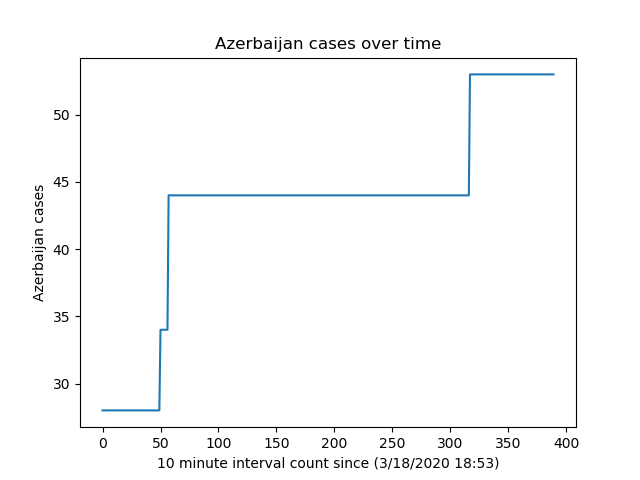 Azerbaijan cases over time
Azerbaijan cases
50
45
40
35
30
0 50 100 150 200 250 300 350 400
10 minute interval count since (3/18/2020 18:53)